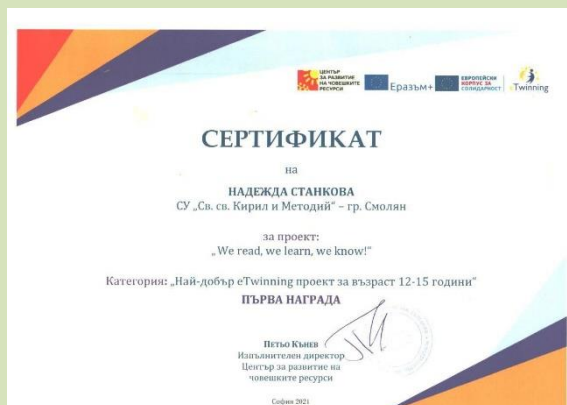 ЦЕНТЪР
ЗА РАЗВИТИЕ
НА ЧОВЕШКИТЕ
РЕСУРСИ
Еразъм+
ЕВРОПЕЙСКИ
КОРПУС ЗА
СОЛИДАРНОСТ
eTwinning
СЕРТИФИКАТ
на
НАДЕЖДА СТАНКОВА
СУ „Св. св. Кирил и Методий“ – гр. Смолян
за проект:
„We read, we learn, we know!“
Категория: „Най-добър eTwinning проект за възраст 12-15 години“
ПЪРВА НАГРАДА
Петьо Кънев
Изпълнителен директор
Център за развитие на
човешките ресурси
София 2021